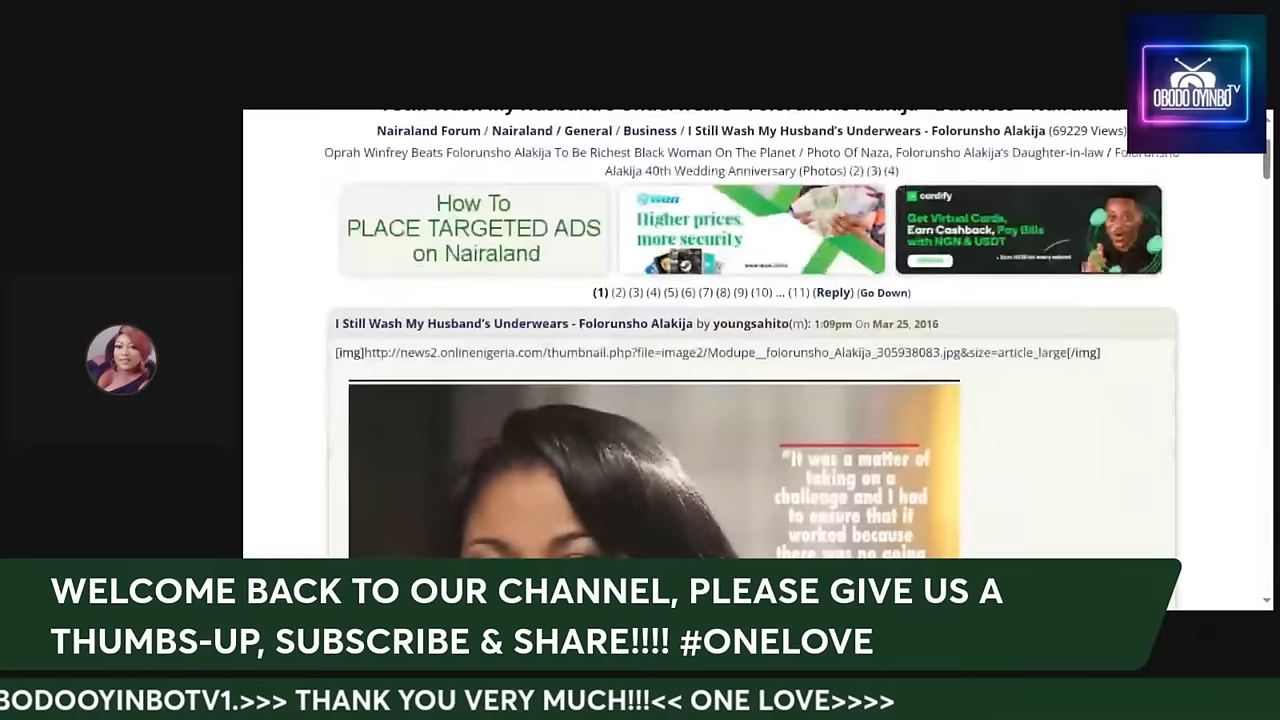 OBODO OYINBO TV
Nairaland Forum / Nairaland / General / Business / I Still Wash My Husband's Underwears - Folorunsho Alakija (69229 Views)
Oprah Winfrey Beats Folorunsho Alakija To Be Richest Black Woman On The Planet / Photo Of Naza, Folorunsho Alakija's Daughter-in-law / Folorunsho
Alakija 40th Wedding Anniversary (Photos) (2) (3) (4)
How To
PLACE TARGETED ADS
on Nairaland
Higher prices.
more security
cardify
Get Virtual Cards,
Earn Cashback, Pay Bills
with NGN & USDT
(1) (2) (3) (4) (5) (6) (7) (8) (9) (10) ... (11) (Reply) (Go Down)
I Still Wash My Husband's Underwears - Folorunsho Alakija by youngsahito(m): 1:09pm On Mar 25, 2016
[img]http://news2.onlinenigeria.com/thumbnail.php?file=image2/Modupe__folorunsho_Alakija_305938083.jpg&size=article_large[/img]
"It was a matter of
taking on a
challenge and I had
to ensure that it
worked because
there was no going
WELCOME BACK TO OUR CHANNEL, PLEASE GIVE US A
THUMBS-UP, SUBSCRIBE & SHARE!!!! #ONELOVE
BODOOYINBOTV1.>>> THANK YOU VERY MUCH!!!<< ONE LOVE>>>>